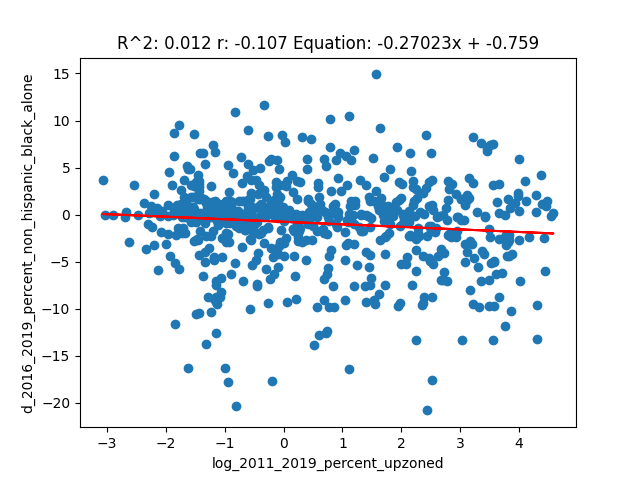 R^2: 0.012 r: -0.107 Equation: -0.27023x + -0.759
d_2016_2019_percent_non_hispanic_black_alone
15
10
5
0
−5
−10
−15
−20
−3 −2 −1 0 1 2 3 4
log_2011_2019_percent_upzoned